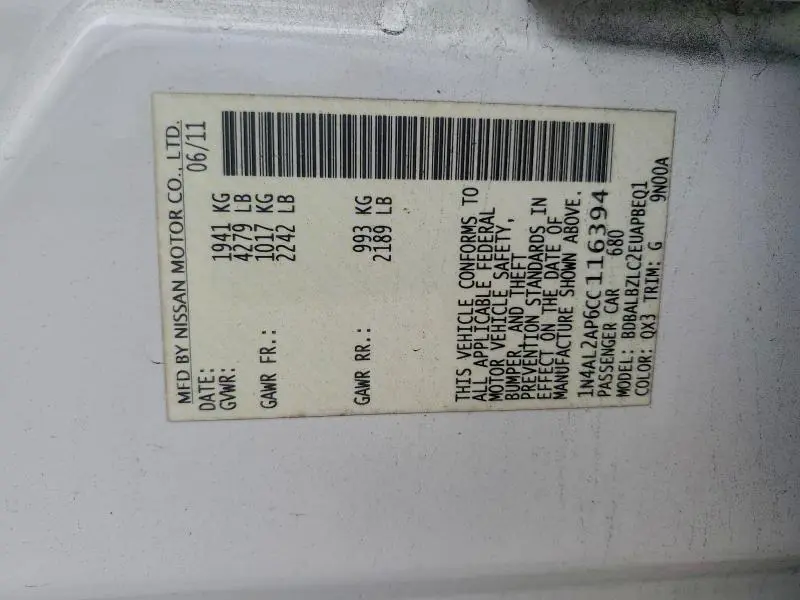 MFD BY NISSAN MOTOR CO., LTD.
DATE: 06/11
GVWR: 1941 KG
4279 LB
GAWR FR.: 1017 KG
2242 LB
GAWR RR.: 993 KG
2189 LB
THIS VEHICLE CONFORMS TO
ALL APPLICABLE FEDERAL
MOTOR VEHICLE SAFETY,
BUMPER, AND THEFT
PREVENTION STANDARDS IN
EFFECT ON THE DATE OF
MANUFACTURE SHOWN ABOVE.
1N4AL2AP6CC116394
PASSENGER CAR 680
MODEL: BDBALBZLC2EUAPBEQ1
COLOR: QX3 TRIM: G 9N00A